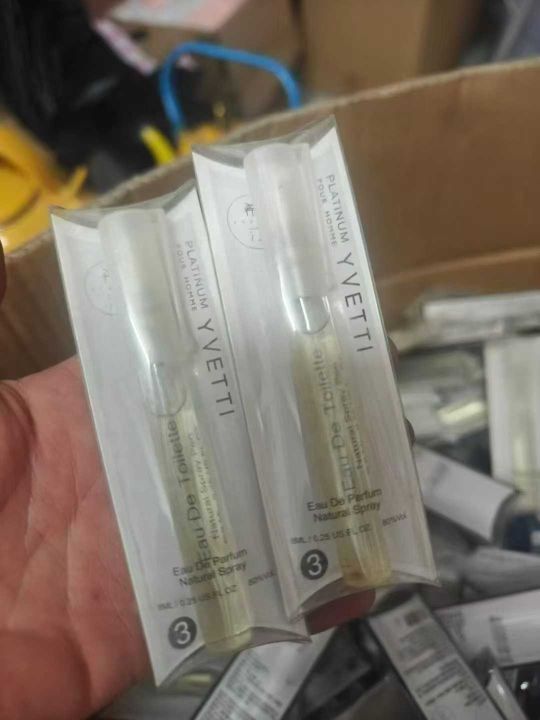 PLATINUM
POUR HOMME
YVETTI
Eau De Toilette
Natural Spray
Eau De Parfum
Natural Spray
8ML / 0.25 US.FL OZ. 80%Vol
3
PLATINUM
POUR HOMME
YVETTI
Eau De Toilette
Natural Spray
Eau De Parfum
Natural Spray
8ML / 0.25 US.FL OZ. 80%Vol
3